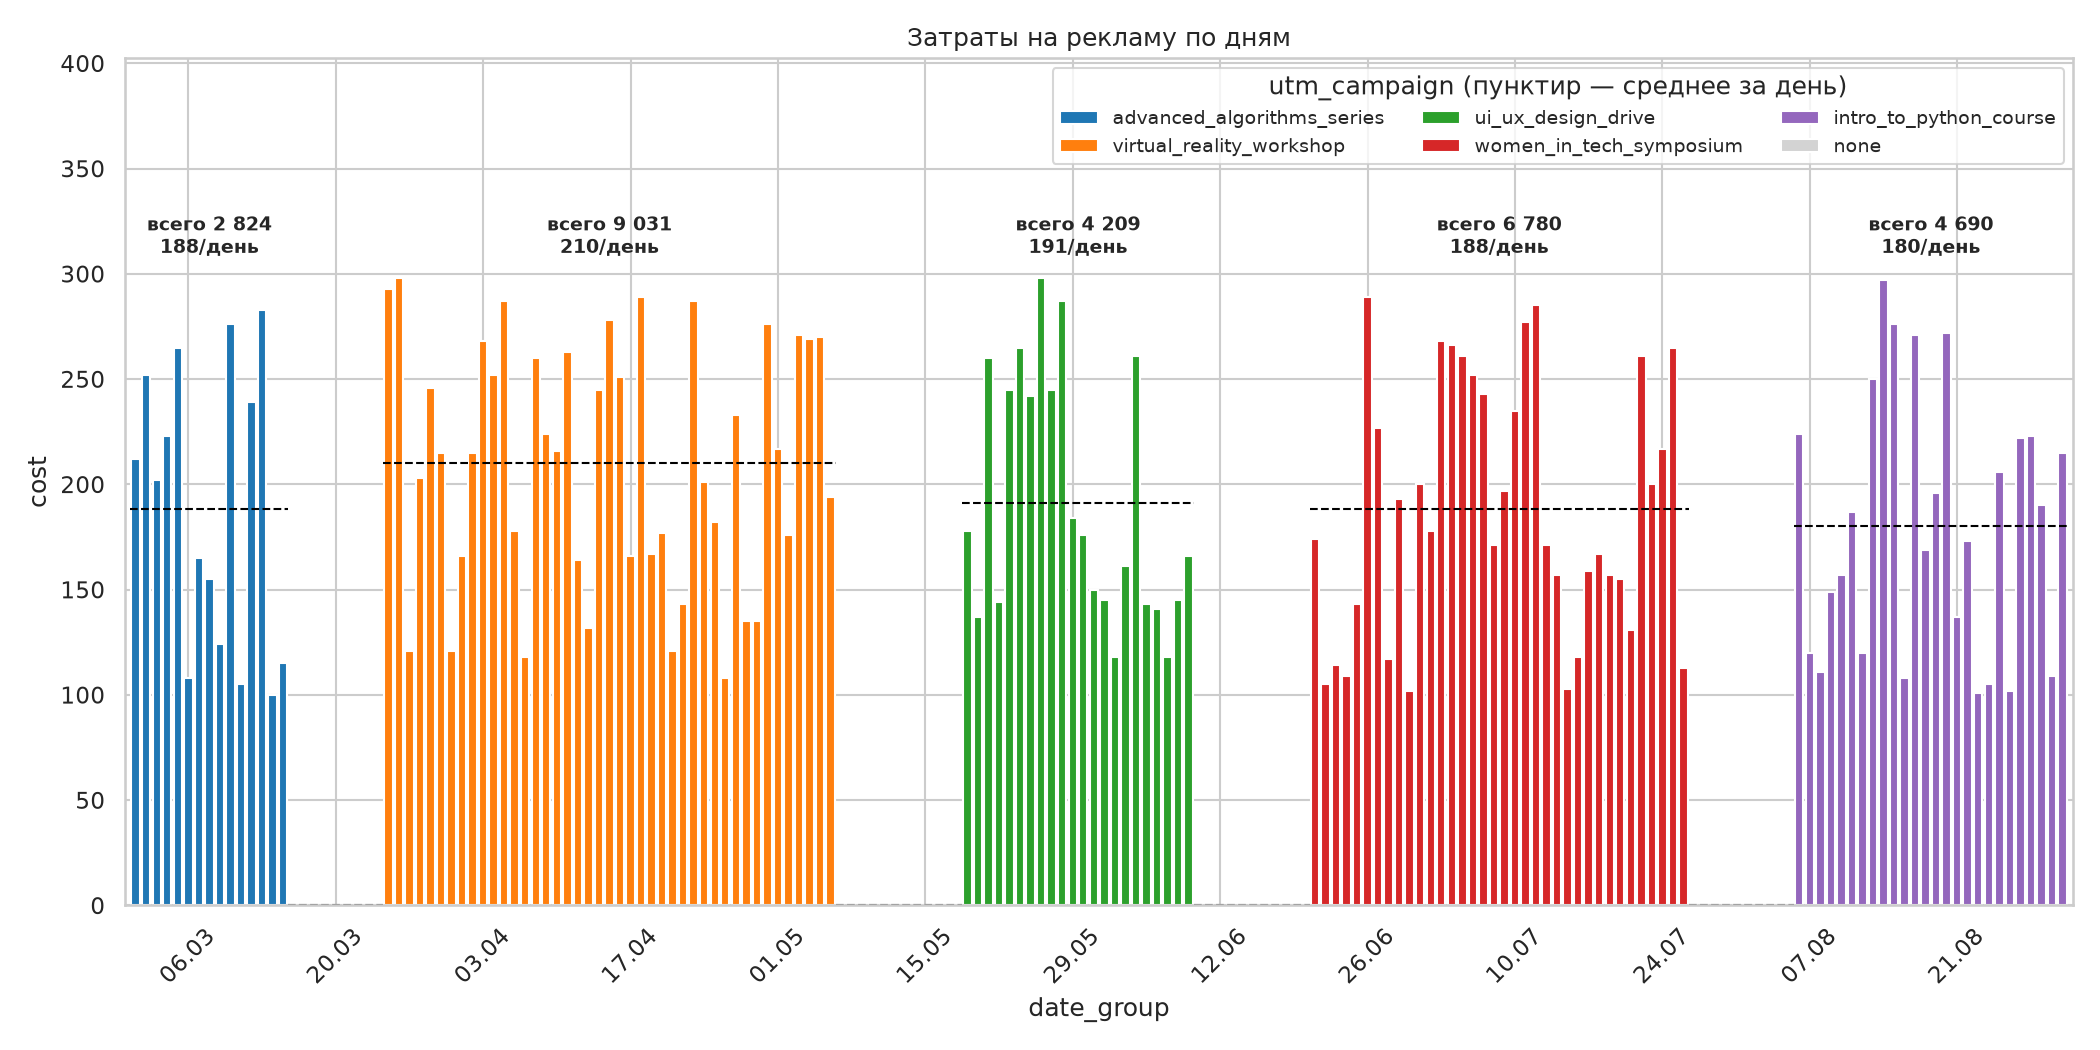 Затраты на рекламу по дням
utm_campaign (пунктир — среднее за день)
advanced_algorithms_series
virtual_reality_workshop
ui_ux_design_drive
women_in_tech_symposium
intro_to_python_course
none
всего 2 824
188/день
всего 9 031
210/день
всего 4 209
191/день
всего 6 780
188/день
всего 4 690
180/день
cost
400
350
300
250
200
150
100
50
0
06.03
20.03
03.04
17.04
01.05
15.05
29.05
12.06
26.06
10.07
24.07
07.08
21.08
date_group